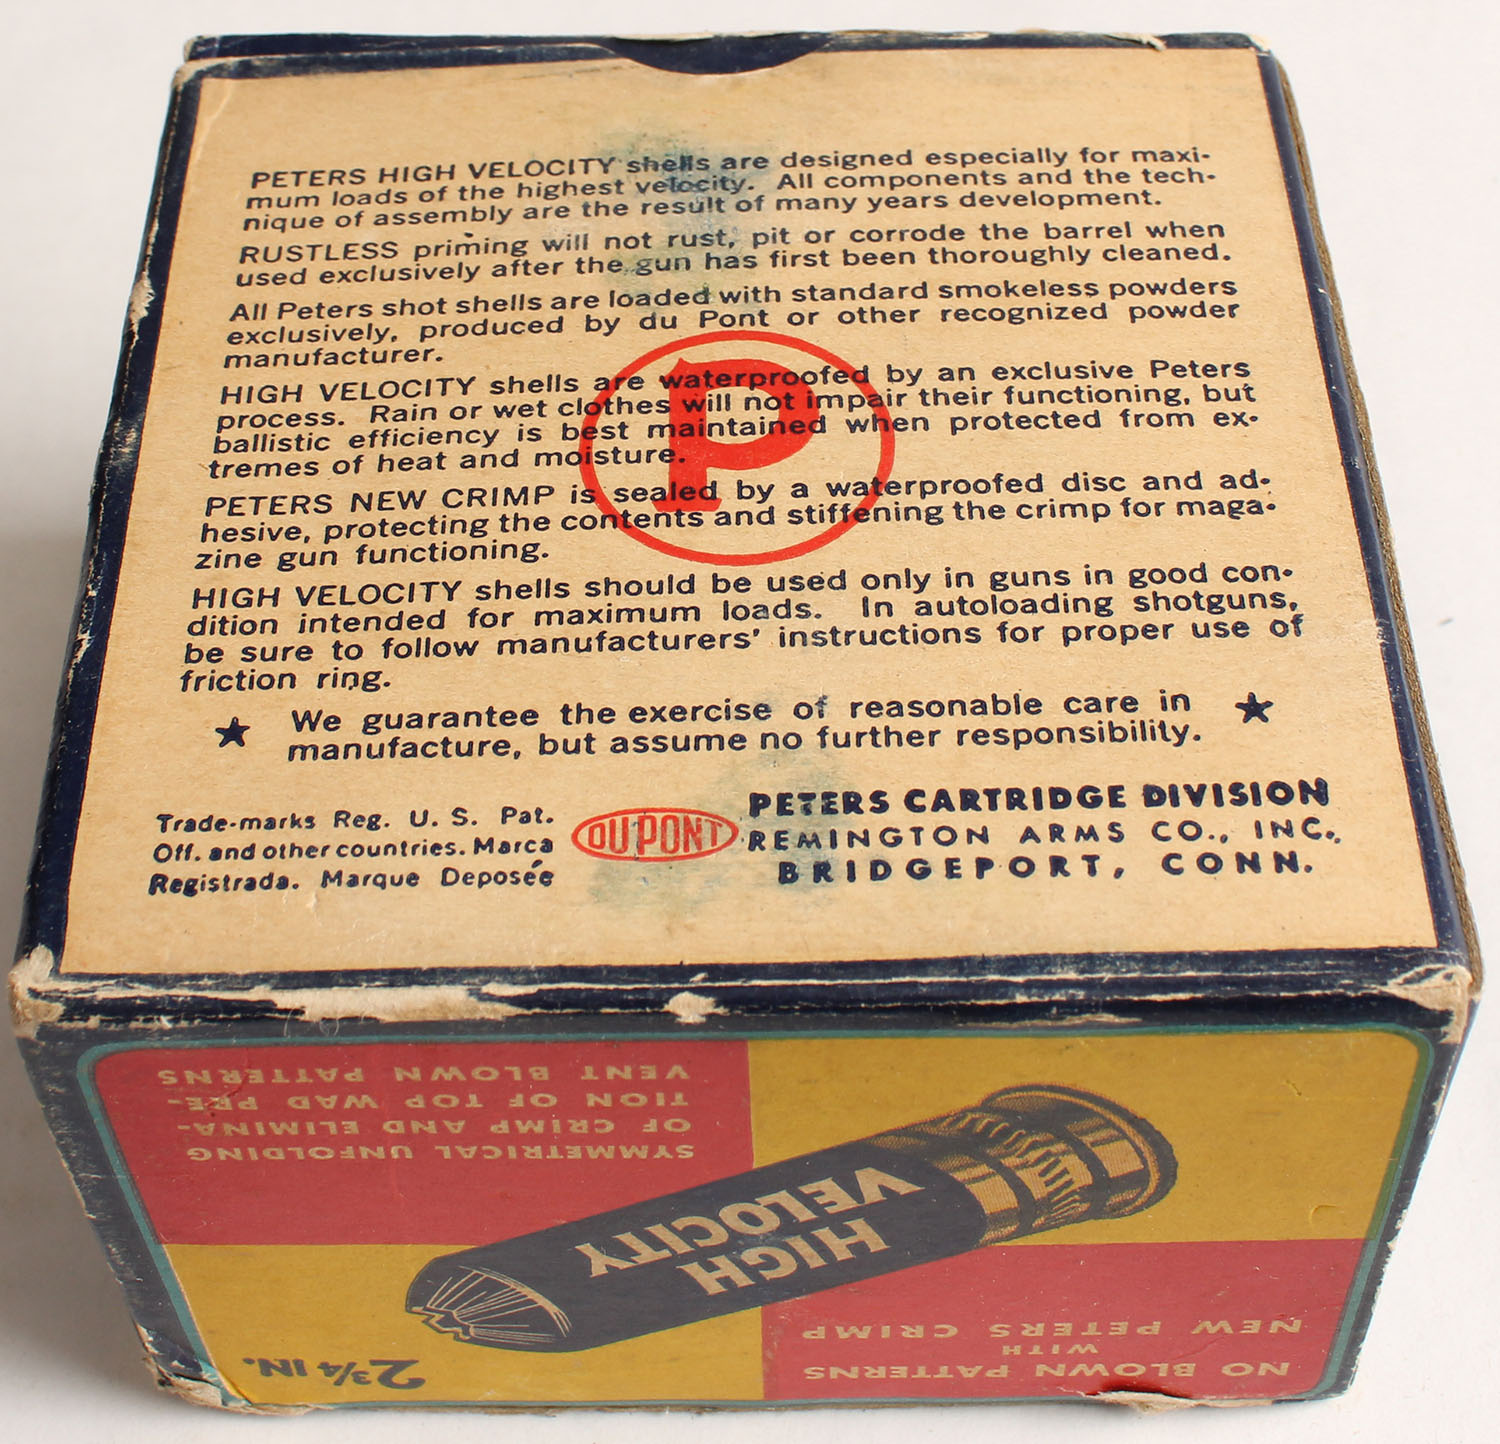 PETERS HIGH VELOCITY shells are designed especially for maxi-
mum loads of the highest velocity. All components and the tech-
nique of assembly are the result of many years development.
RUSTLESS priming will not rust, pit or corrode the barrel when
used exclusively after the gun has first been thoroughly cleaned.
All Peters shot shells are loaded with standard smokeless powders
exclusively, produced by du Pont or other recognized powder
manufacturer.
HIGH VELOCITY shells are waterproofed by an exclusive Peters
process. Rain or wet clothes will not impair their functioning, but
ballistic efficiency is best maintained when protected from ex-
tremes of heat and moisture.
P
PETERS NEW CRIMP is sealed by a waterproofed disc and ad-
hesive, protecting the contents and stiffening the crimp for maga-
zine gun functioning.
HIGH VELOCITY shells should be used only in guns in good con-
dition intended for maximum loads. In autoloading shotguns,
be sure to follow manufacturers' instructions for proper use of
friction ring.
★ We guarantee the exercise of reasonable care in ★
manufacture, but assume no further responsibility.
Trade-marks Reg. U. S. Pat.
Off. and other countries. Marca
Registrada. Marque Deposée
DU PONT
PETERS CARTRIDGE DIVISION
REMINGTON ARMS CO., INC.,
BRIDGEPORT, CONN.
NO BLOWN PATTERNS
WITH
NEW PETERS CRIMP
2¾ IN.
HIGH
VELOCITY
SYMMETRICAL UNFOLDING
OF CRIMP AND ELIMINA-
TION OF TOP WAD PRE-
VENT BLOWN PATTERNS